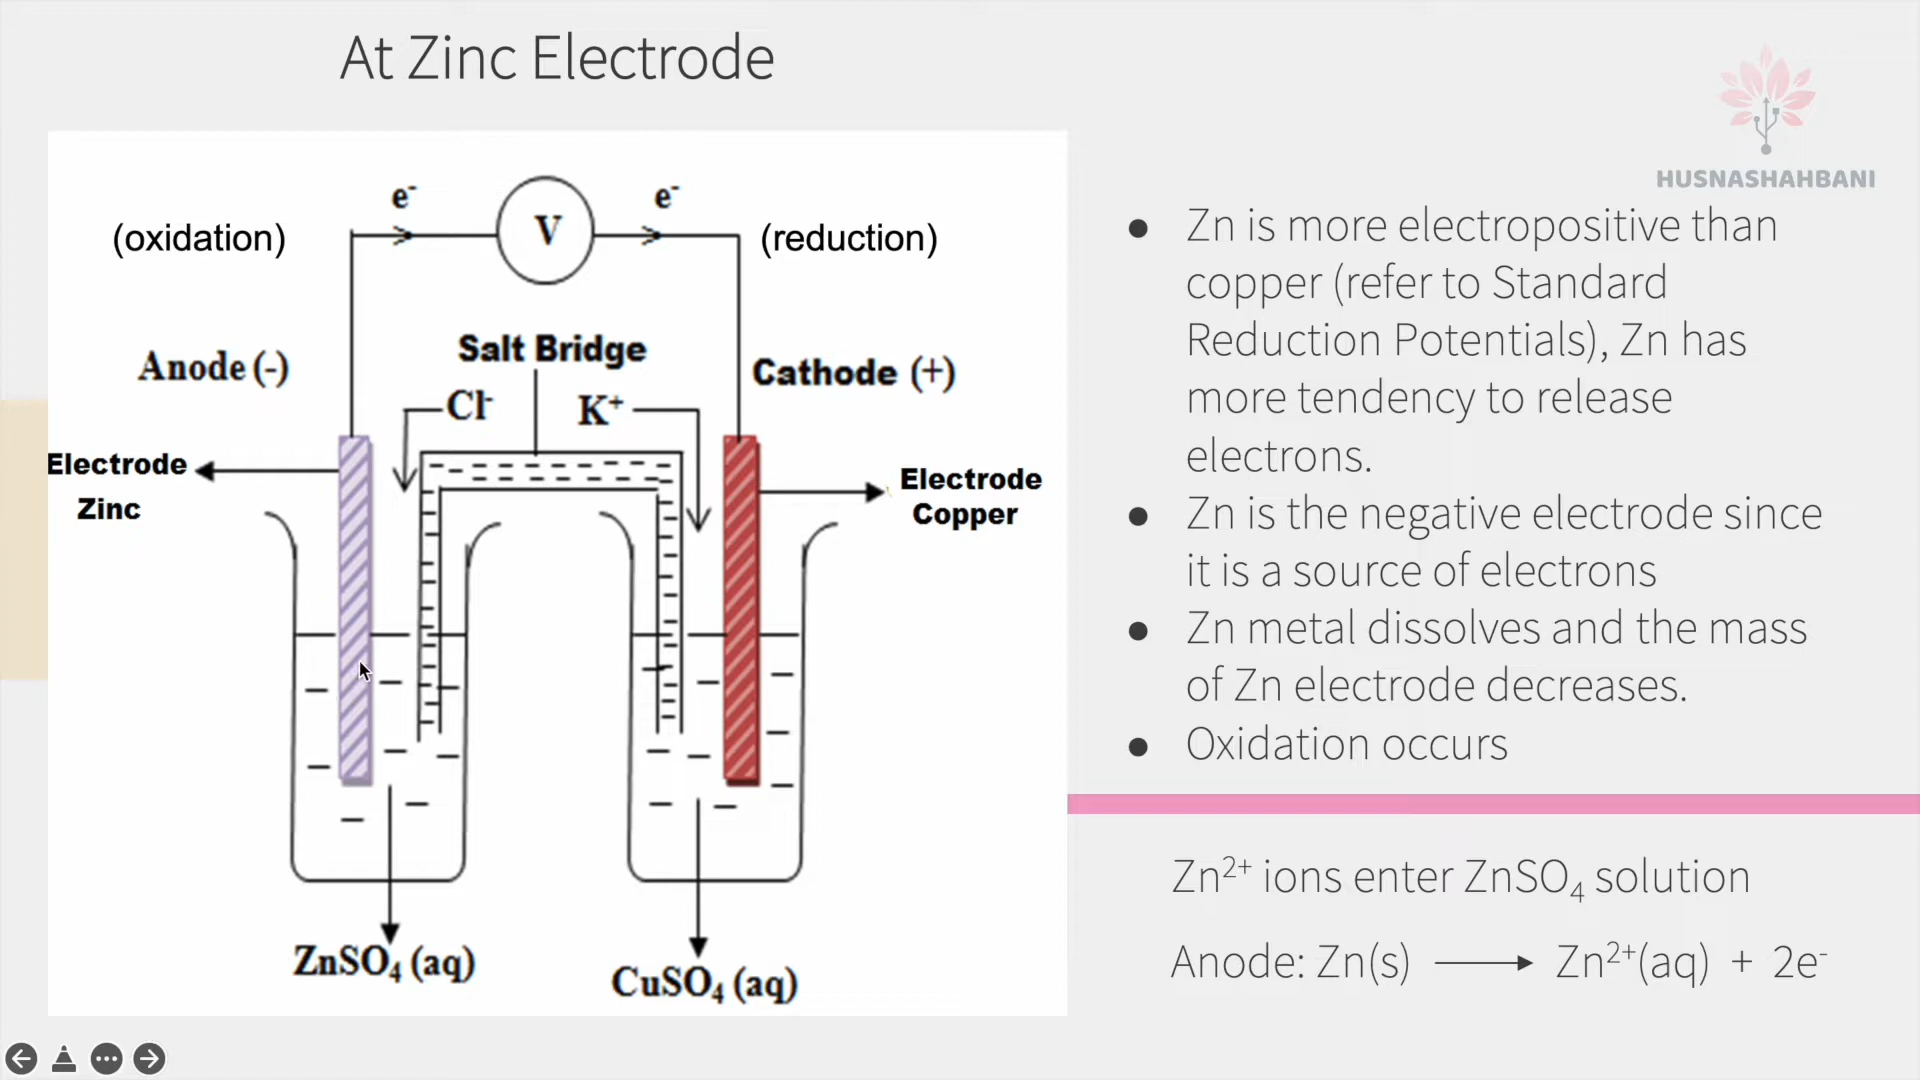 At Zinc Electrode
HUSNASHAHBANI
e⁻ e⁻
(oxidation) V (reduction)
Salt Bridge
Anode (-) Cathode (+)
Cl⁻ K⁺
Electrode
Zinc
Electrode
Copper
ZnSO₄ (aq)
CuSO₄ (aq)
● Zn is more electropositive than
copper (refer to Standard
Reduction Potentials), Zn has
more tendency to release
electrons.
● Zn is the negative electrode since
it is a source of electrons
● Zn metal dissolves and the mass
of Zn electrode decreases.
● Oxidation occurs
Zn²⁺ ions enter ZnSO₄ solution
Anode: Zn(s) ⟶ Zn²⁺(aq) + 2e⁻